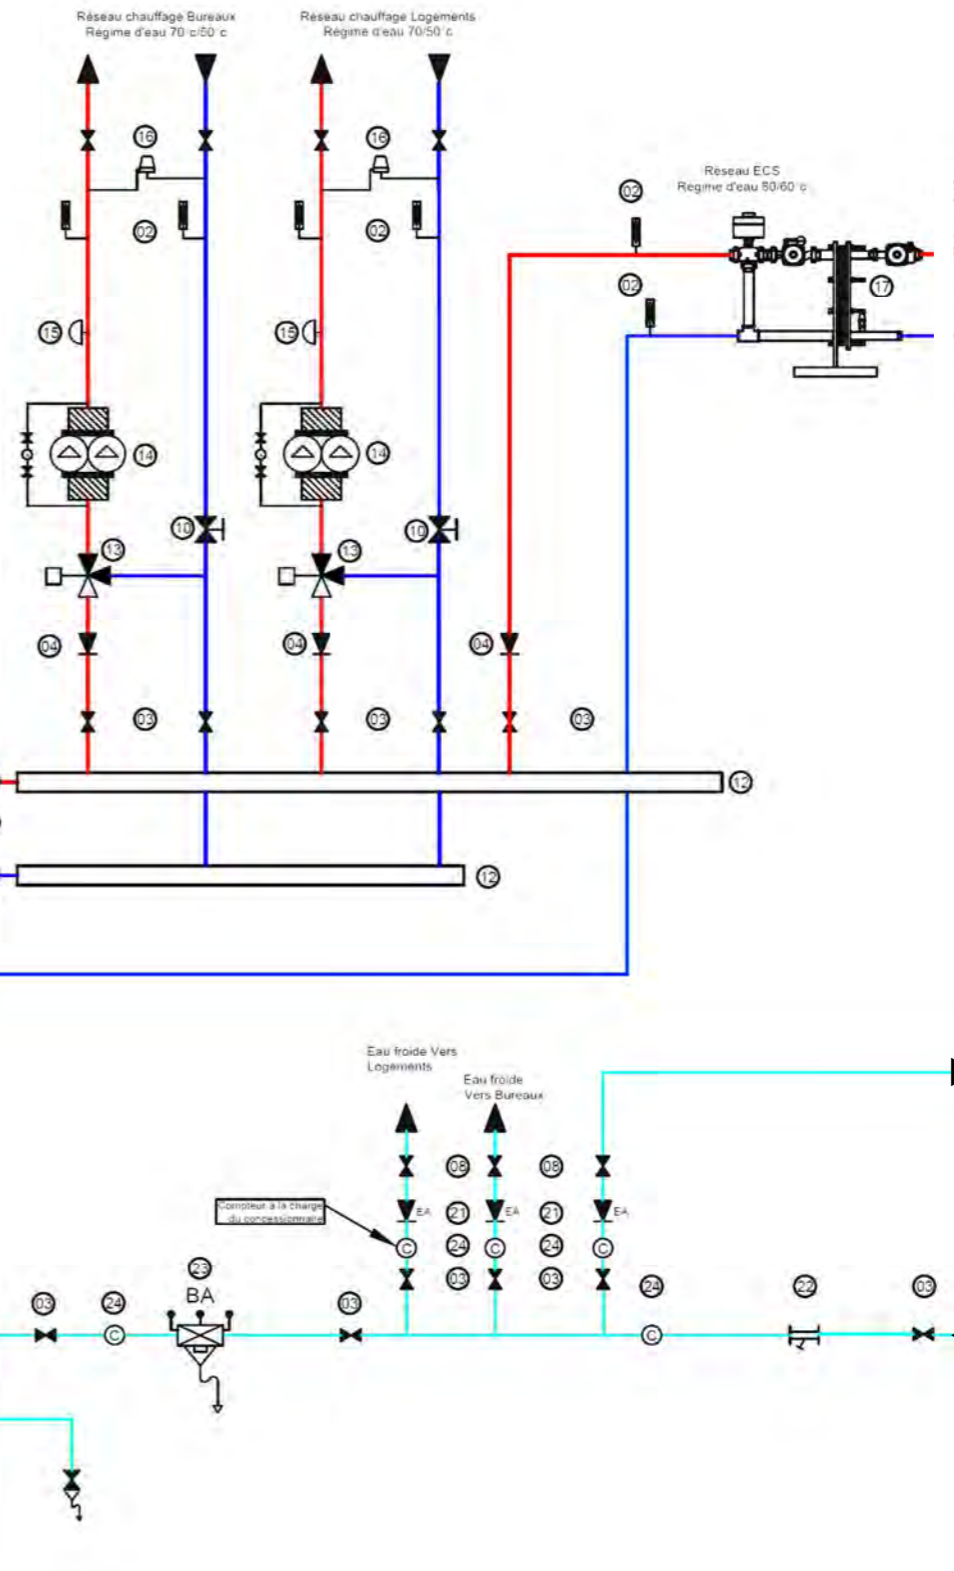 Réseau chauffage Bureaux
Régime d'eau 70°c/50°c
Réseau chauffage Logements
Régime d'eau 70/50°c
16
16
Réseau ECS
Régime d'eau 80/60°c
02
02
02
02
17
15
15
14
14
10
10
13
13
04
04
04
03
03
03
12
12
Eau froide Vers
Logements
Eau froide
Vers Bureaux
08
08
Compteur à la charge
du concessionnaire
EA
21
EA
21
EA
C
24
C
24
C
03
03
23
BA
03
24
03
24
22
03
C
C